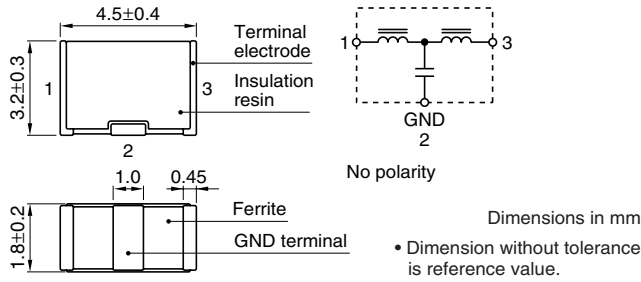 4.5±0.4
Terminal
electrode
Insulation
resin
3.2±0.3
1
3
2
1
3
GND
2
No polarity
1.0
0.45
1.8±0.2
Ferrite
GND terminal
Dimensions in mm
• Dimension without tolerance
is reference value.